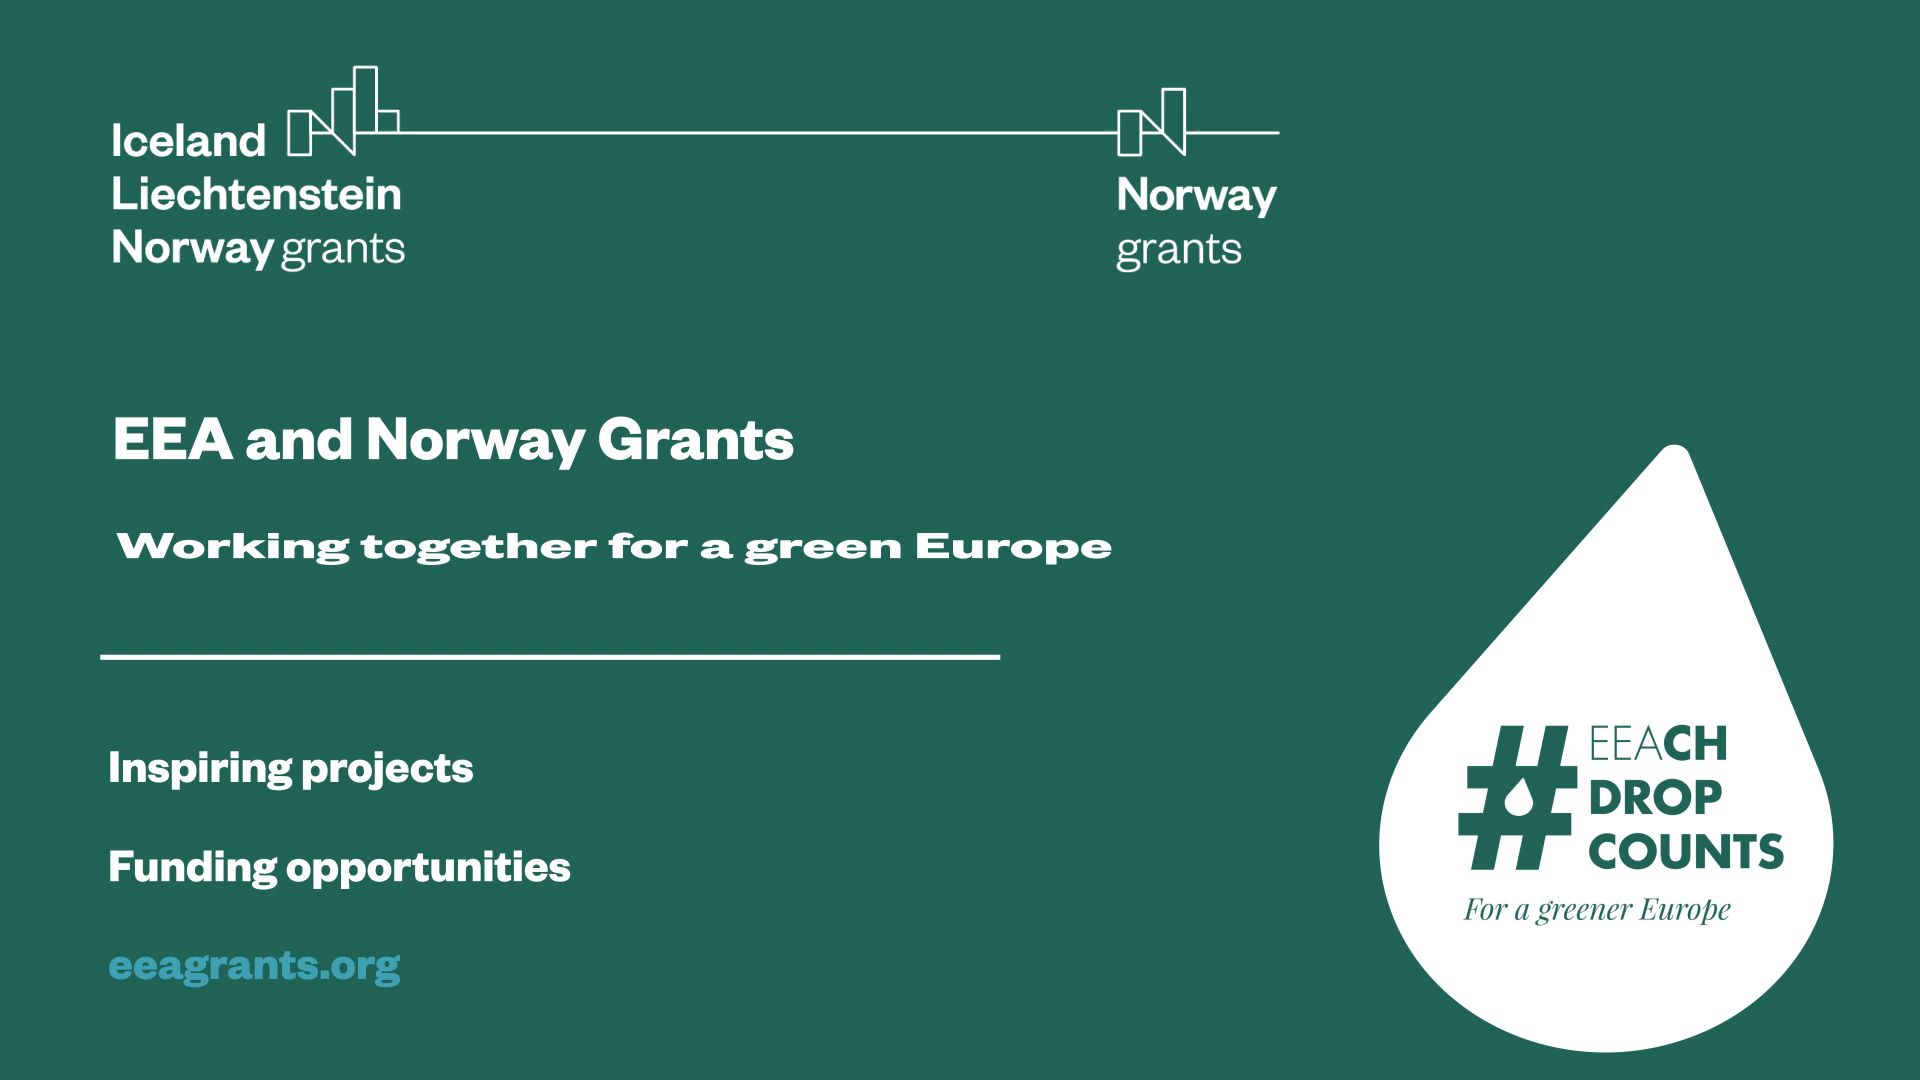 Iceland
Liechtenstein
Norway grants
Norway
grants
EEA and Norway Grants
Working together for a green Europe
Inspiring projects
Funding opportunities
eeagrants.org
#EEACH
DROP
COUNTS
For a greener Europe